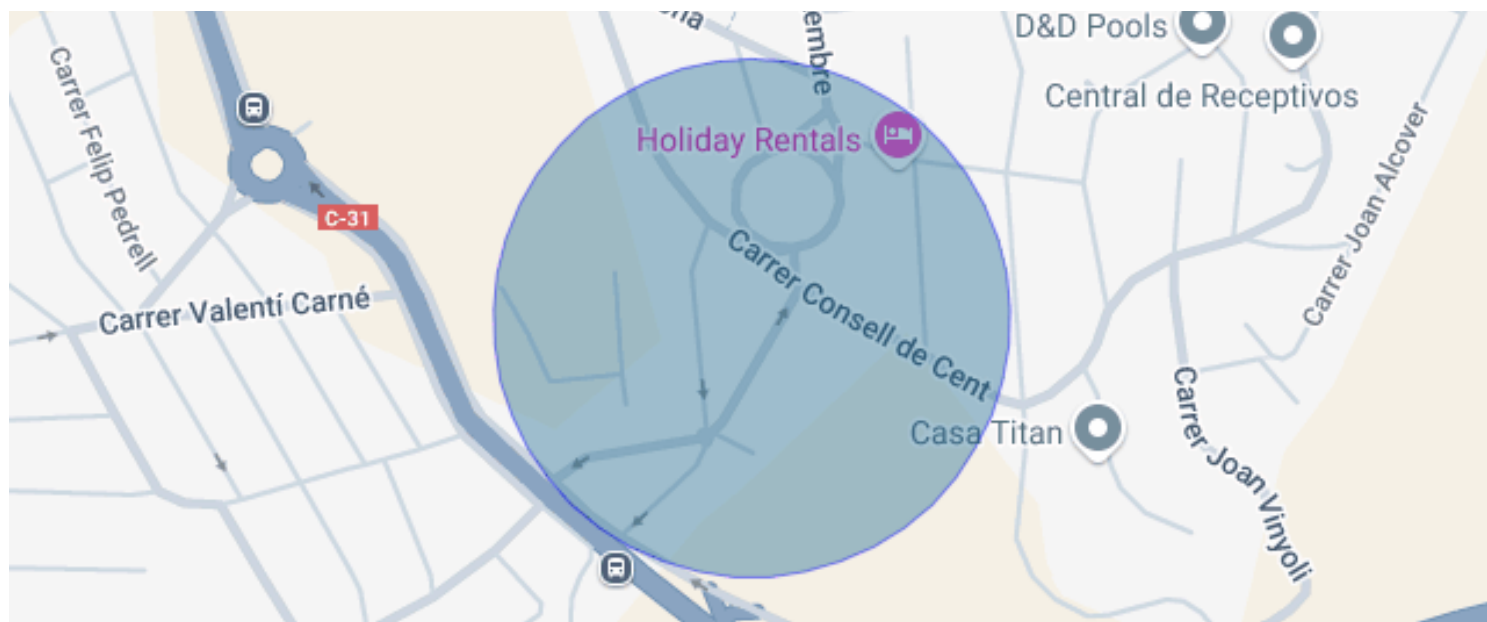 D&D Pools
Central de Receptivos
Holiday Rentals
Carrer Felip Pedrell
C-31
Carrer Valentí Carné
Carrer Consell de Cent
Carrer Joan Alcover
Casa Titan
Carrer Joan Vinyoli